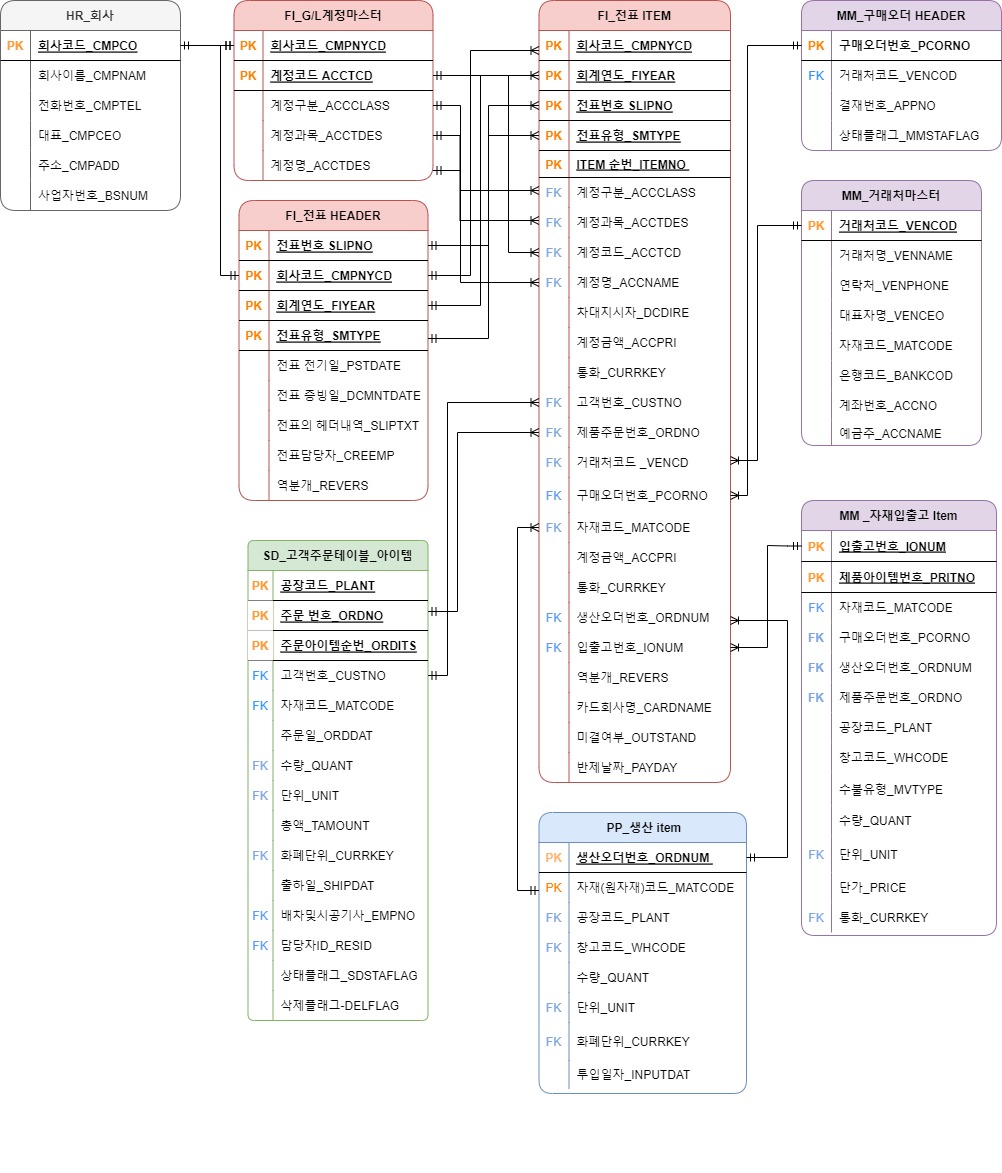 HR_회사
PK 회사코드_CMPCO
회사이름_CMPNAM
전화번호_CMPTEL
대표_CMPCEO
주소_CMPADD
사업자번호_BSNUM
FI_G/L계정마스터
PK 회사코드_CMPNYCD
PK 계정코드 ACCTCD
계정구분_ACCCLASS
계정과목_ACCTDES
계정명_ACCTDES
FI_전표 HEADER
PK 전표번호 SLIPNO
PK 회사코드_CMPNYCD
PK 회계연도_FIYEAR
PK 전표유형_SMTYPE
전표 전기일_PSTDATE
전표 증빙일_DCMNTDATE
전표의 헤더내역_SLIPTXT
전표담당자_CREEMP
역분개_REVERS
SD_고객주문테이블_아이템
PK 공장코드_PLANT
PK 주문 번호_ORDNO
PK 주문아이템순번_ORDITS
FK 고객번호_CUSTNO
FK 자재코드_MATCODE
주문일_ORDDAT
FK 수량_QUANT
FK 단위_UNIT
총액_TAMOUNT
FK 화폐단위_CURRKEY
출하일_SHIPDAT
FK 배차및시공기사_EMPNO
FK 담당자ID_RESID
상태플래그_SDSTAFLAG
삭제플래그-DELFLAG
FI_전표 ITEM
PK 회사코드_CMPNYCD
PK 회계연도_FIYEAR
PK 전표번호 SLIPNO
PK 전표유형_SMTYPE
PK ITEM 순번_ITEMNO
FK 계정구분_ACCCLASS
FK 계정과목_ACCTDES
FK 계정코드_ACCTCD
FK 계정명_ACCNAME
차대지시자_DCDIRE
계정금액_ACCPRI
통화_CURRKEY
FK 고객번호_CUSTNO
FK 제품주문번호_ORDNO
FK 거래처코드 _VENCD
FK 구매오더번호_PCORNO
FK 자재코드_MATCODE
계정금액_ACCPRI
통화_CURRKEY
FK 생산오더번호_ORDNUM
FK 입출고번호_IONUM
역분개_REVERS
카드회사명_CARDNAME
미결여부_OUTSTAND
반제날짜_PAYDAY
PP_생산 item
PK 생산오더번호_ORDNUM
PK 자재(원자재)코드_MATCODE
FK 공장코드_PLANT
FK 창고코드_WHCODE
수량_QUANT
FK 단위_UNIT
FK 화폐단위_CURRKEY
투입일자_INPUTDAT
MM_구매오더 HEADER
PK 구매오더번호_PCORNO
FK 거래처코드_VENCOD
결재번호_APPNO
상태플래그_MMSTAFLAG
MM_거래처마스터
PK 거래처코드_VENCOD
거래처명_VENNAME
연락처_VENPHONE
대표자명_VENCEO
자재코드_MATCODE
은행코드_BANKCOD
계좌번호_ACCNO
예금주_ACCNAME
MM _자재입출고 Item
PK 입출고번호_IONUM
PK 제품아이템번호_PRITNO
FK 자재코드_MATCODE
FK 구매오더번호_PCORNO
FK 생산오더번호_ORDNUM
FK 제품주문번호_ORDNO
공장코드_PLANT
창고코드_WHCODE
수불유형_MVTYPE
수량_QUANT
FK 단위_UNIT
단가_PRICE
FK 통화_CURRKEY